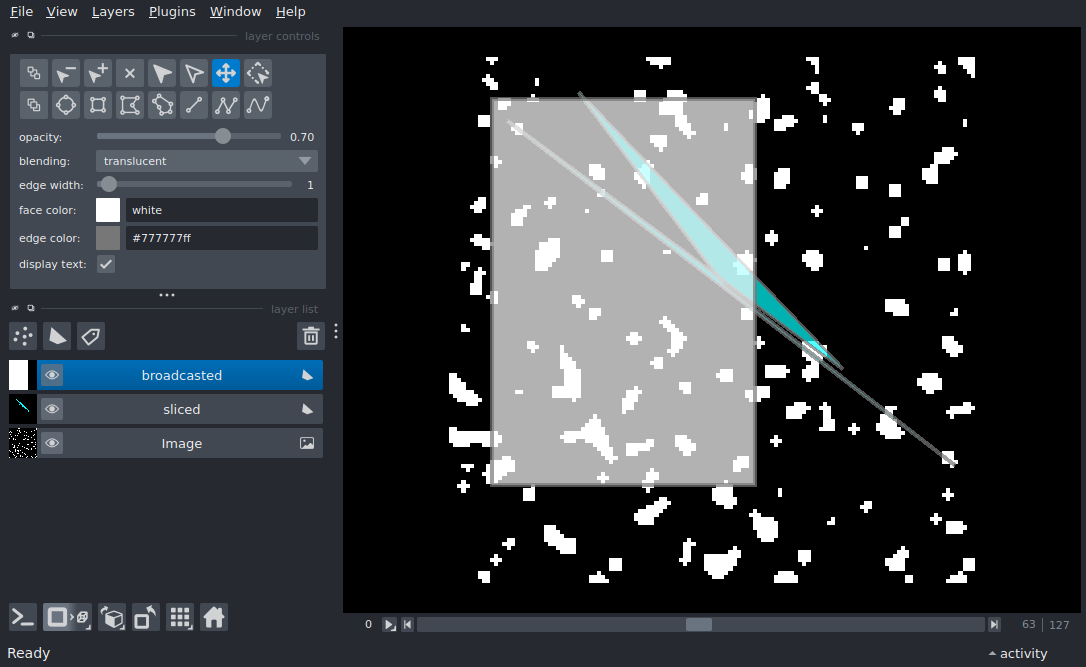 File View Layers Plugins Window Help
layer controls
opacity: 0.70
blending: translucent
edge width: 1
face color: white
edge color: #777777ff
display text:
layer list
broadcasted
sliced
Image
0 63 127
Ready activity